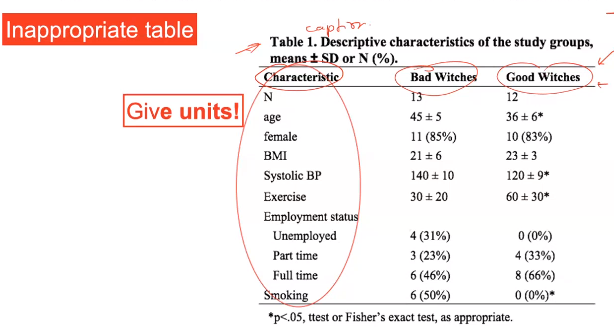 Inappropriate table
caption
Table 1. Descriptive characteristics of the study groups,
means ± SD or N (%).
Characteristic Bad Witches Good Witches
N 13 12
Give units!
age 45 ± 5 36 ± 6*
female 11 (85%) 10 (83%)
BMI 21 ± 6 23 ± 3
Systolic BP 140 ± 10 120 ± 9*
Exercise 30 ± 20 60 ± 30*
Employment status
Unemployed 4 (31%) 0 (0%)
Part time 3 (23%) 4 (33%)
Full time 6 (46%) 8 (66%)
Smoking 6 (50%) 0 (0%)*
*p<.05, ttest or Fisher's exact test, as appropriate.